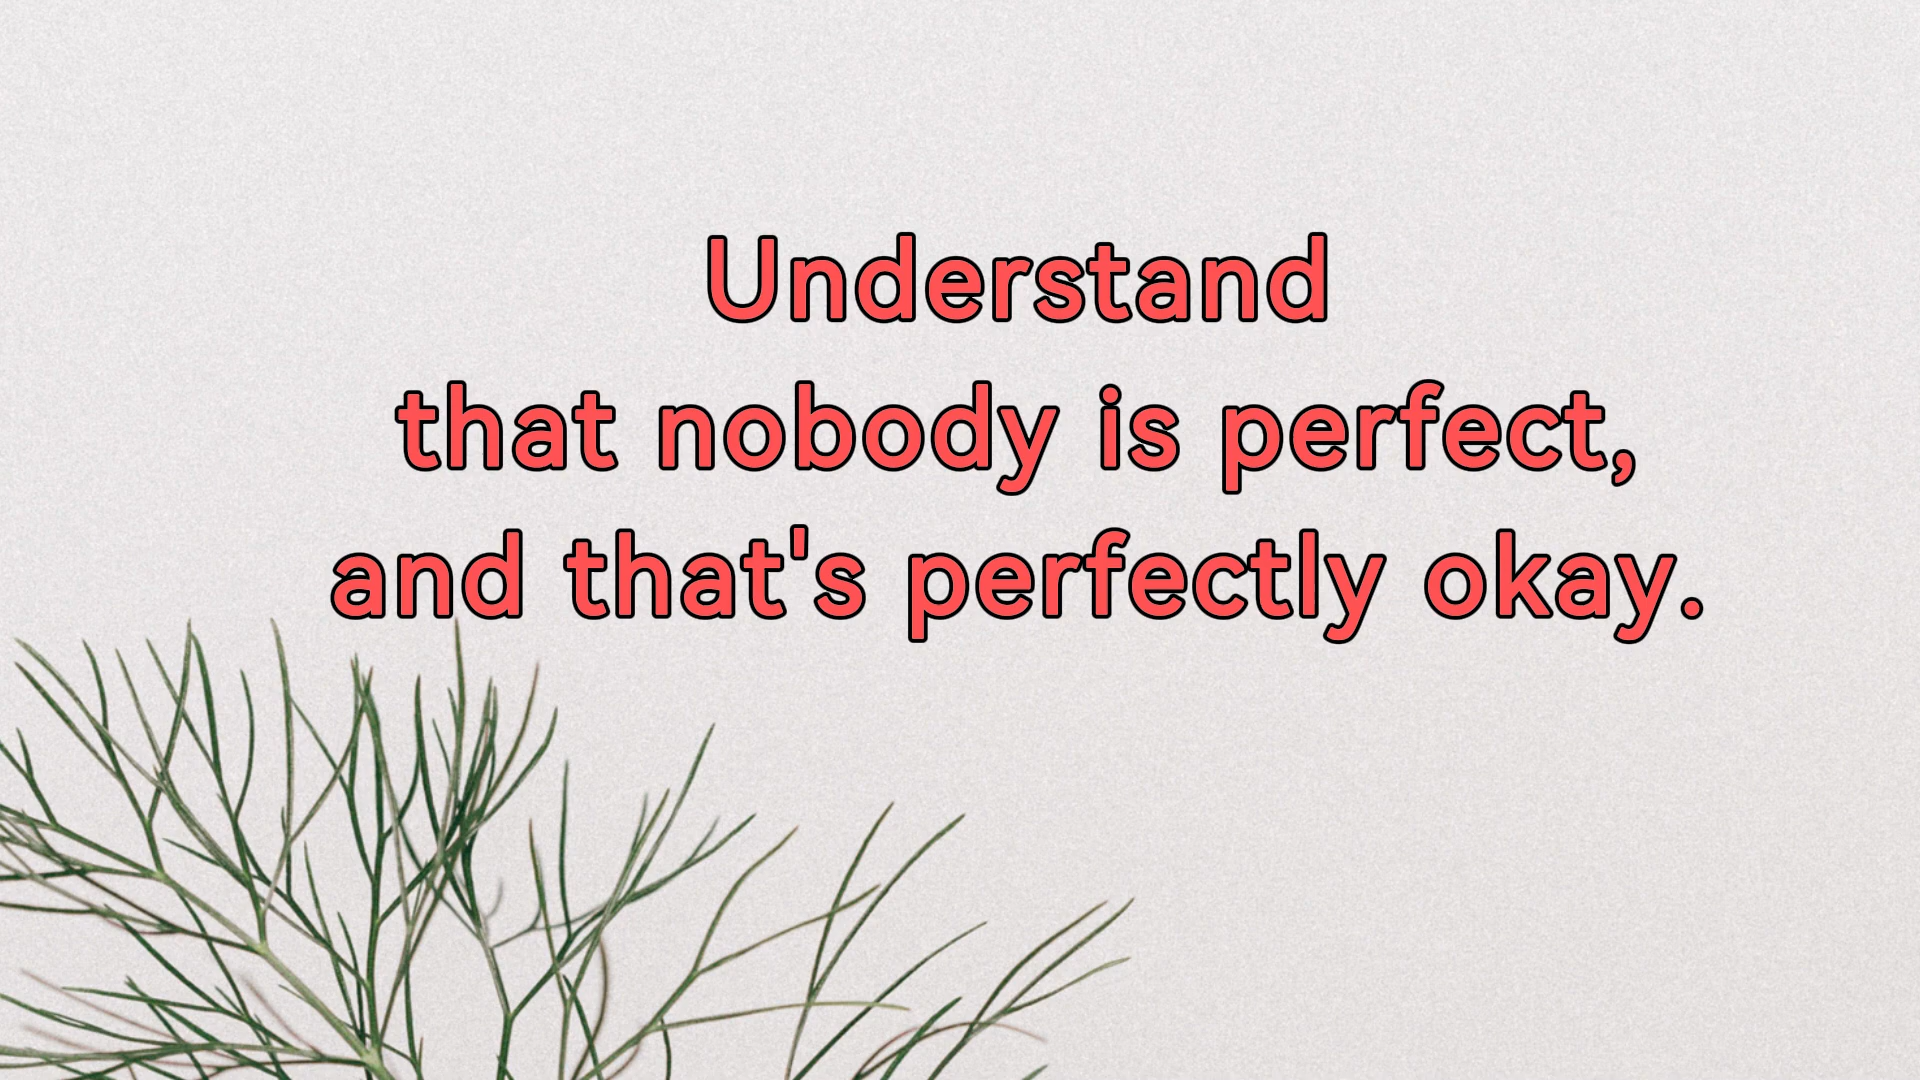 Understand
that nobody is perfect,
and that's perfectly okay.